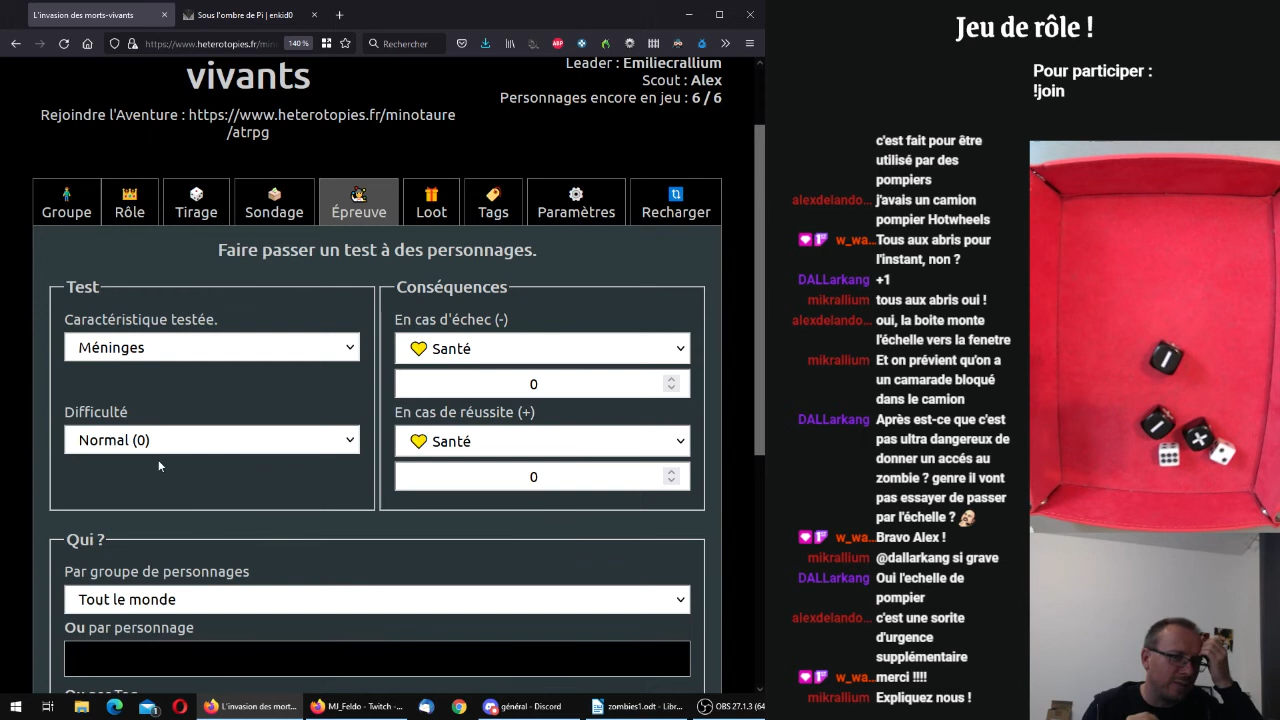 L'invasion des morts-vivants
Sous l'ombre de Pi | enkid0
https://www.heterotopies.fr/min
140 %
Rechercher
vivants
Leader : Emiliecrallium
Scout : Alex
Personnages encore en jeu : 6 / 6
Rejoindre l'Aventure : https://www.heterotopies.fr/minotaure
/atrpg
Groupe
Rôle
Tirage
Sondage
Épreuve
Loot
Tags
Paramètres
Recharger
Faire passer un test à des personnages.
Test
Caractéristique testée.
Méninges
Difficulté
Normal (0)
Conséquences
En cas d'échec (-)
Santé
0
En cas de réussite (+)
Santé
0
Qui ?
Par groupe de personnages
Tout le monde
Ou par personnage
L'invasion des mort...
MJ_Feldo - Twitch -...
général - Discord
zombies1.odt - Libr...
OBS 27.1.3 (64
Jeu de rôle !
Pour participer :
!join
c'est fait pour être
utilisé par des
pompiers
alexdelando... j'avais un camion
pompier Hotwheels
w_wa... Tous aux abris pour
l'instant, non ?
DALLarkang +1
mikrallium tous aux abris oui !
alexdelando... oui, la boite monte
l'échelle vers la fenetre
mikrallium Et on prévient qu'on a
un camarade bloqué
dans le camion
DALLarkang Après est-ce que c'est
pas ultra dangereux de
donner un accés au
zombie ? genre il vont
pas essayer de passer
par l'échelle ?
w_wa... Bravo Alex !
mikrallium @dallarkang si grave
DALLarkang Oui l'echelle de
pompier
alexdelando... c'est une sorite
d'urgence
supplémentaire
w_wa... merci !!!!
mikrallium Expliquez nous !